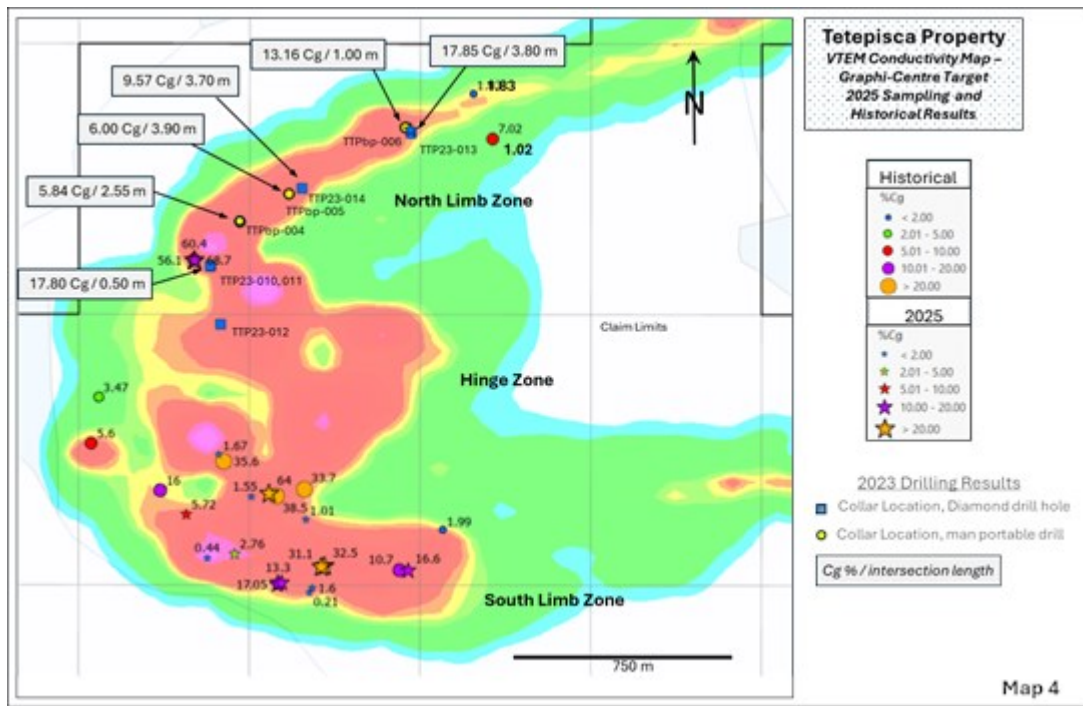 Tetepisca Property
VTEM Conductivity Map –
Graphi-Centre Target
2025 Sampling and
Historical Results
13.16 Cg / 1.00 m
17.85 Cg / 3.80 m
9.57 Cg / 3.70 m
6.00 Cg / 3.90 m
5.84 Cg / 2.55 m
17.80 Cg / 0.50 m
N
1.83
7.02
1.02
TTPbp-006
TTP23-013
TTP23-014
TTPbp-005
TTPbp-004
North Limb Zone
60.4
56.1
68.7
TTP23-010,011
TTP23-012
Claim Limits
Hinge Zone
3.47
5.6
1.67
35.6
16
1.55
64
33.7
38.5
1.01
5.72
1.99
0.44
2.76
31.1
32.5
10.7
16.6
13.3
17.05
1.6
0.21
South Limb Zone
750 m
Historical
%Cg
< 2.00
2.01 - 5.00
5.01 - 10.00
10.01 - 20.00
> 20.00
2025
%Cg
< 2.00
2.01 - 5.00
5.01 - 10.00
10.00 - 20.00
> 20.00
2023 Drilling Results
Collar Location, Diamond drill hole
Collar Location, man portable drill
Cg % / intersection length
Map 4